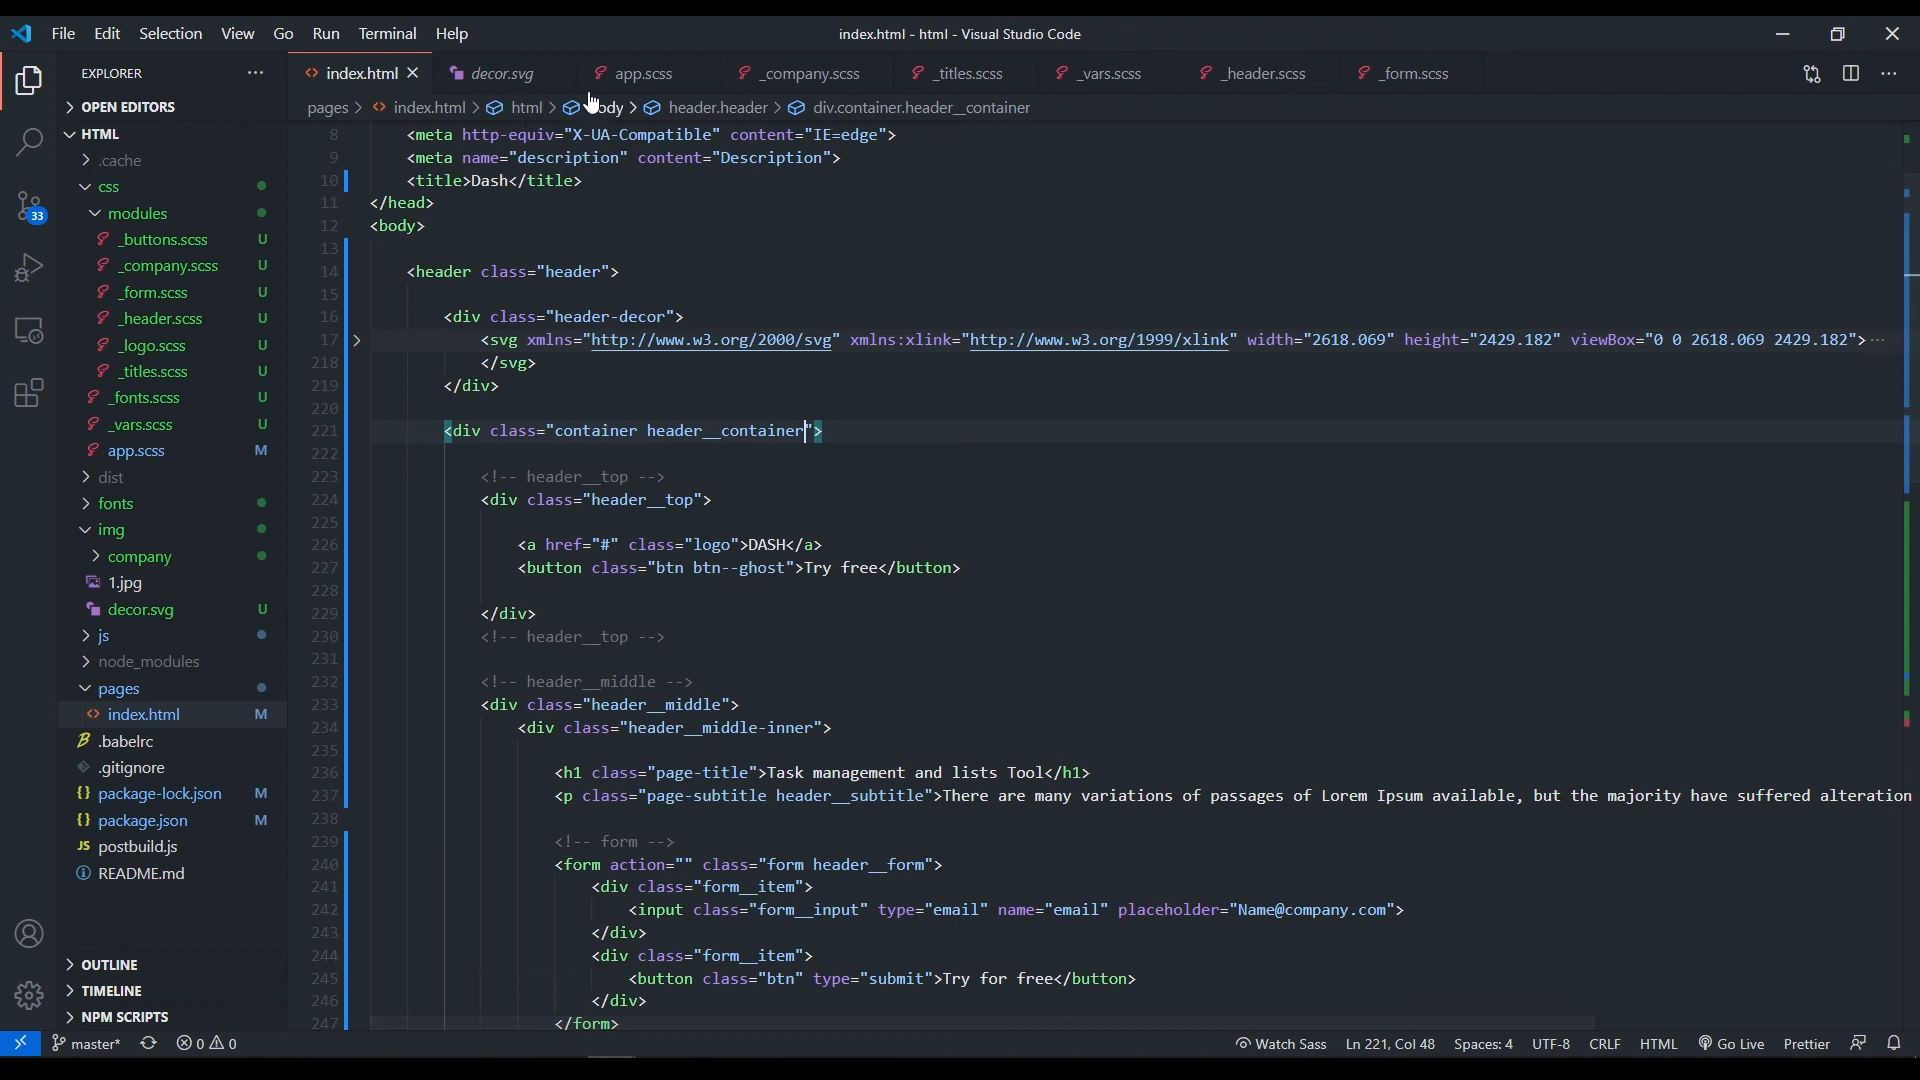 File Edit Selection View Go Run Terminal Help
index.html - html - Visual Studio Code
EXPLORER
OPEN EDITORS
HTML
.cache
css
modules
_buttons.scss U
_company.scss U
_form.scss U
_header.scss U
_logo.scss U
_titles.scss U
_fonts.scss U
_vars.scss U
app.scss M
dist
fonts
img
company
1.jpg
decor.svg U
js
node_modules
pages
index.html M
.babelrc
.gitignore
package-lock.json M
package.json M
JS postbuild.js
README.md
OUTLINE
TIMELINE
NPM SCRIPTS
33
index.html decor.svg app.scss _company.scss _titles.scss _vars.scss _header.scss _form.scss
pages > index.html > html > ody > header.header > div.container.header__container
8 <meta http-equiv="X-UA-Compatible" content="IE=edge">
9 <meta name="description" content="Description">
10 <title>Dash</title>
11 </head>
12 <body>
13
14 <header class="header">
15
16 <div class="header-decor">
17 <svg xmlns="http://www.w3.org/2000/svg" xmlns:xlink="http://www.w3.org/1999/xlink" width="2618.069" height="2429.182" viewBox="0 0 2618.069 2429.182">
218 </svg>
219 </div>
220
221 <div class="container header__container">
222
223 <!-- header__top -->
224 <div class="header__top">
225
226 <a href="#" class="logo">DASH</a>
227 <button class="btn btn--ghost">Try free</button>
228
229 </div>
230 <!-- header__top -->
231
232 <!-- header__middle -->
233 <div class="header__middle">
234 <div class="header__middle-inner">
235
236 <h1 class="page-title">Task management and lists Tool</h1>
237 <p class="page-subtitle header__subtitle">There are many variations of passages of Lorem Ipsum available, but the majority have suffered alteration
238
239 <!-- form -->
240 <form action="" class="form header__form">
241 <div class="form__item">
242 <input class="form__input" type="email" name="email" placeholder="Name@company.com">
243 </div>
244 <div class="form__item">
245 <button class="btn" type="submit">Try for free</button>
246 </div>
247 </form>
master* 0 0 Watch Sass Ln 221, Col 48 Spaces: 4 UTF-8 CRLF HTML Go Live Prettier